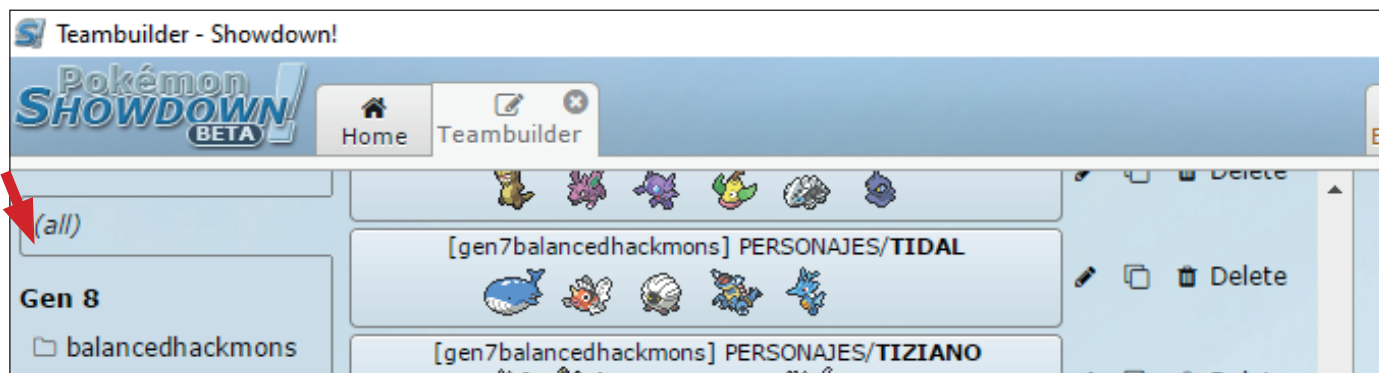 Teambuilder - Showdown!
Pokémon
SHOWDOWN!
BETA
Home
Teambuilder
Delete
(all)
[gen7balancedhackmons] PERSONAJES/TIDAL
Delete
Gen 8
balancedhackmons
[gen7balancedhackmons] PERSONAJES/TIZIANO